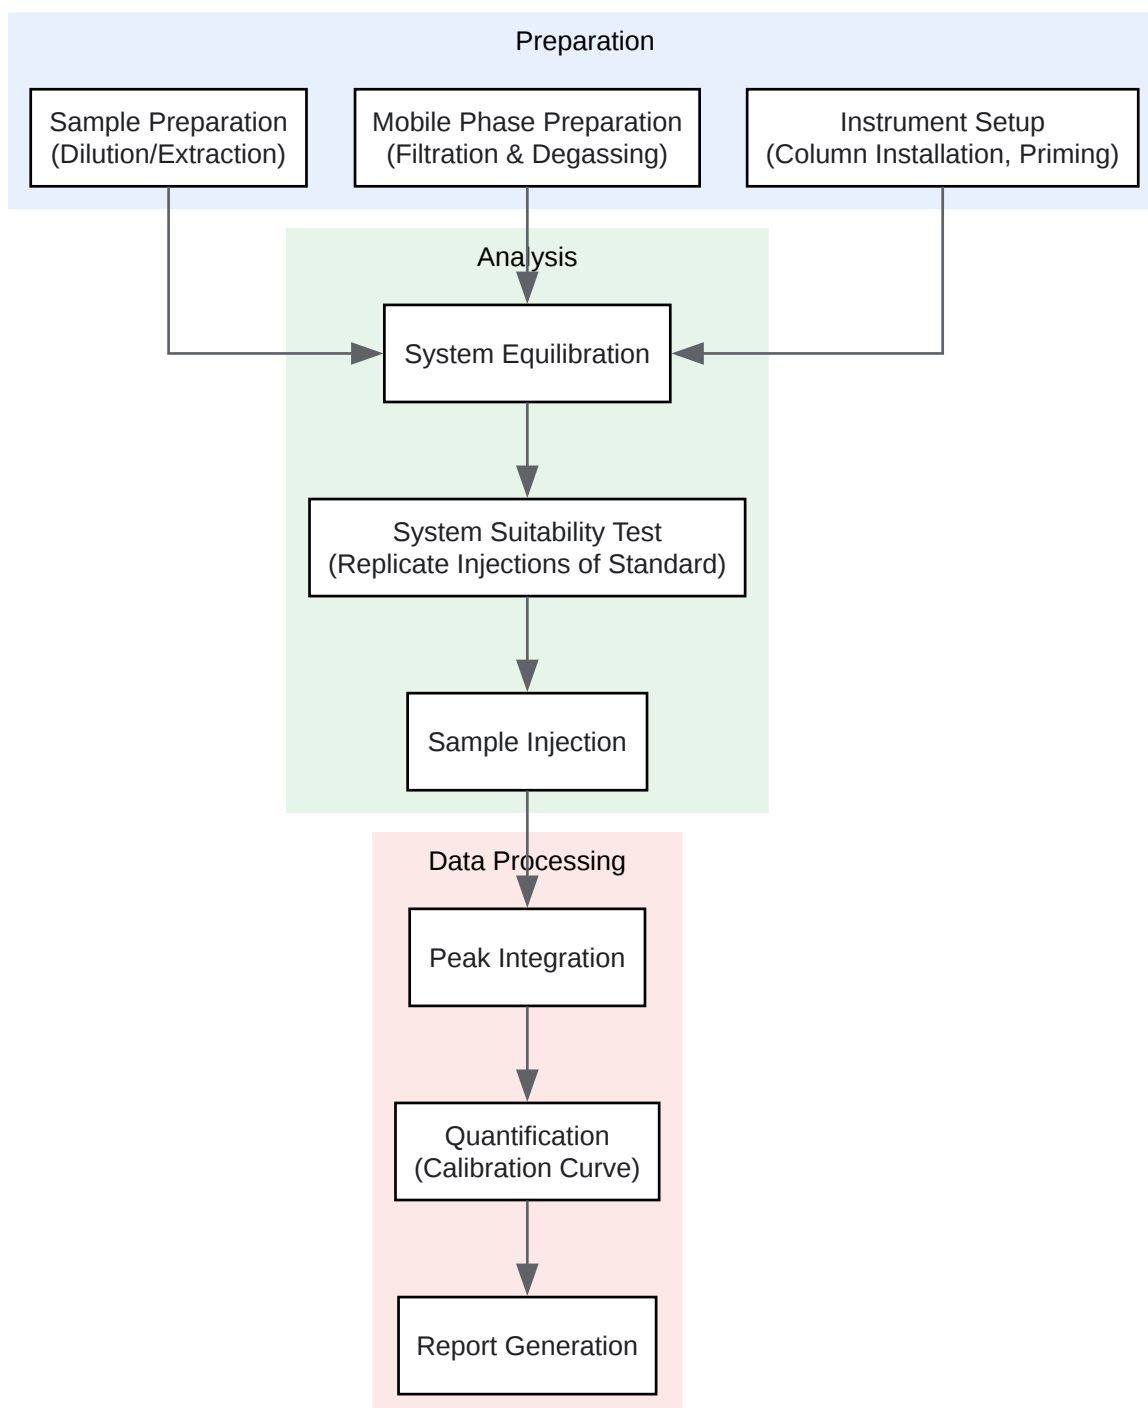 Preparation
Sample Preparation
(Dilution/Extraction)
Mobile Phase Preparation
(Filtration & Degassing)
Instrument Setup
(Column Installation, Priming)
Analysis
System Equilibration
System Suitability Test
(Replicate Injections of Standard)
Sample Injection
Data Processing
Peak Integration
Quantification
(Calibration Curve)
Report Generation